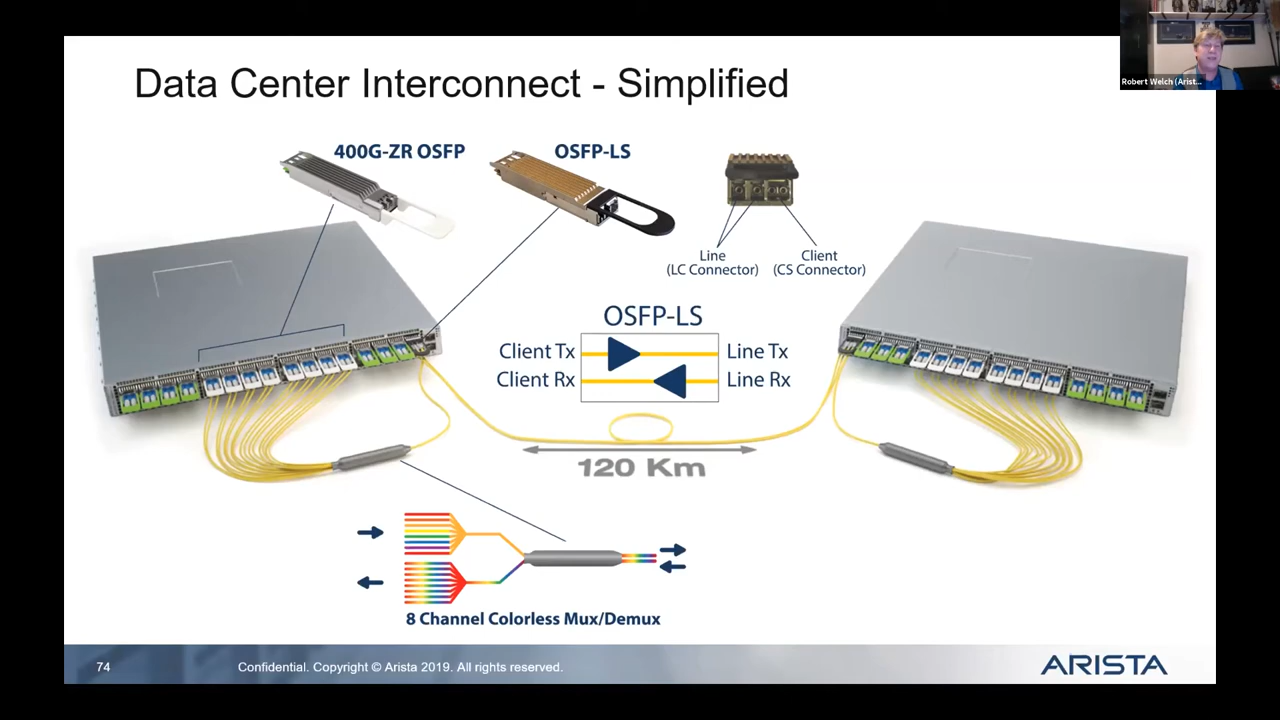 Robert Welch (Arist...
Data Center Interconnect - Simplified
400G-ZR OSFP
OSFP-LS
Line
(LC Connector)
Client
(CS Connector)
OSFP-LS
Client Tx
Line Tx
Client Rx
Line Rx
120 Km
8 Channel Colorless Mux/Demux
74
Confidential. Copyright © Arista 2019. All rights reserved.
ARISTA